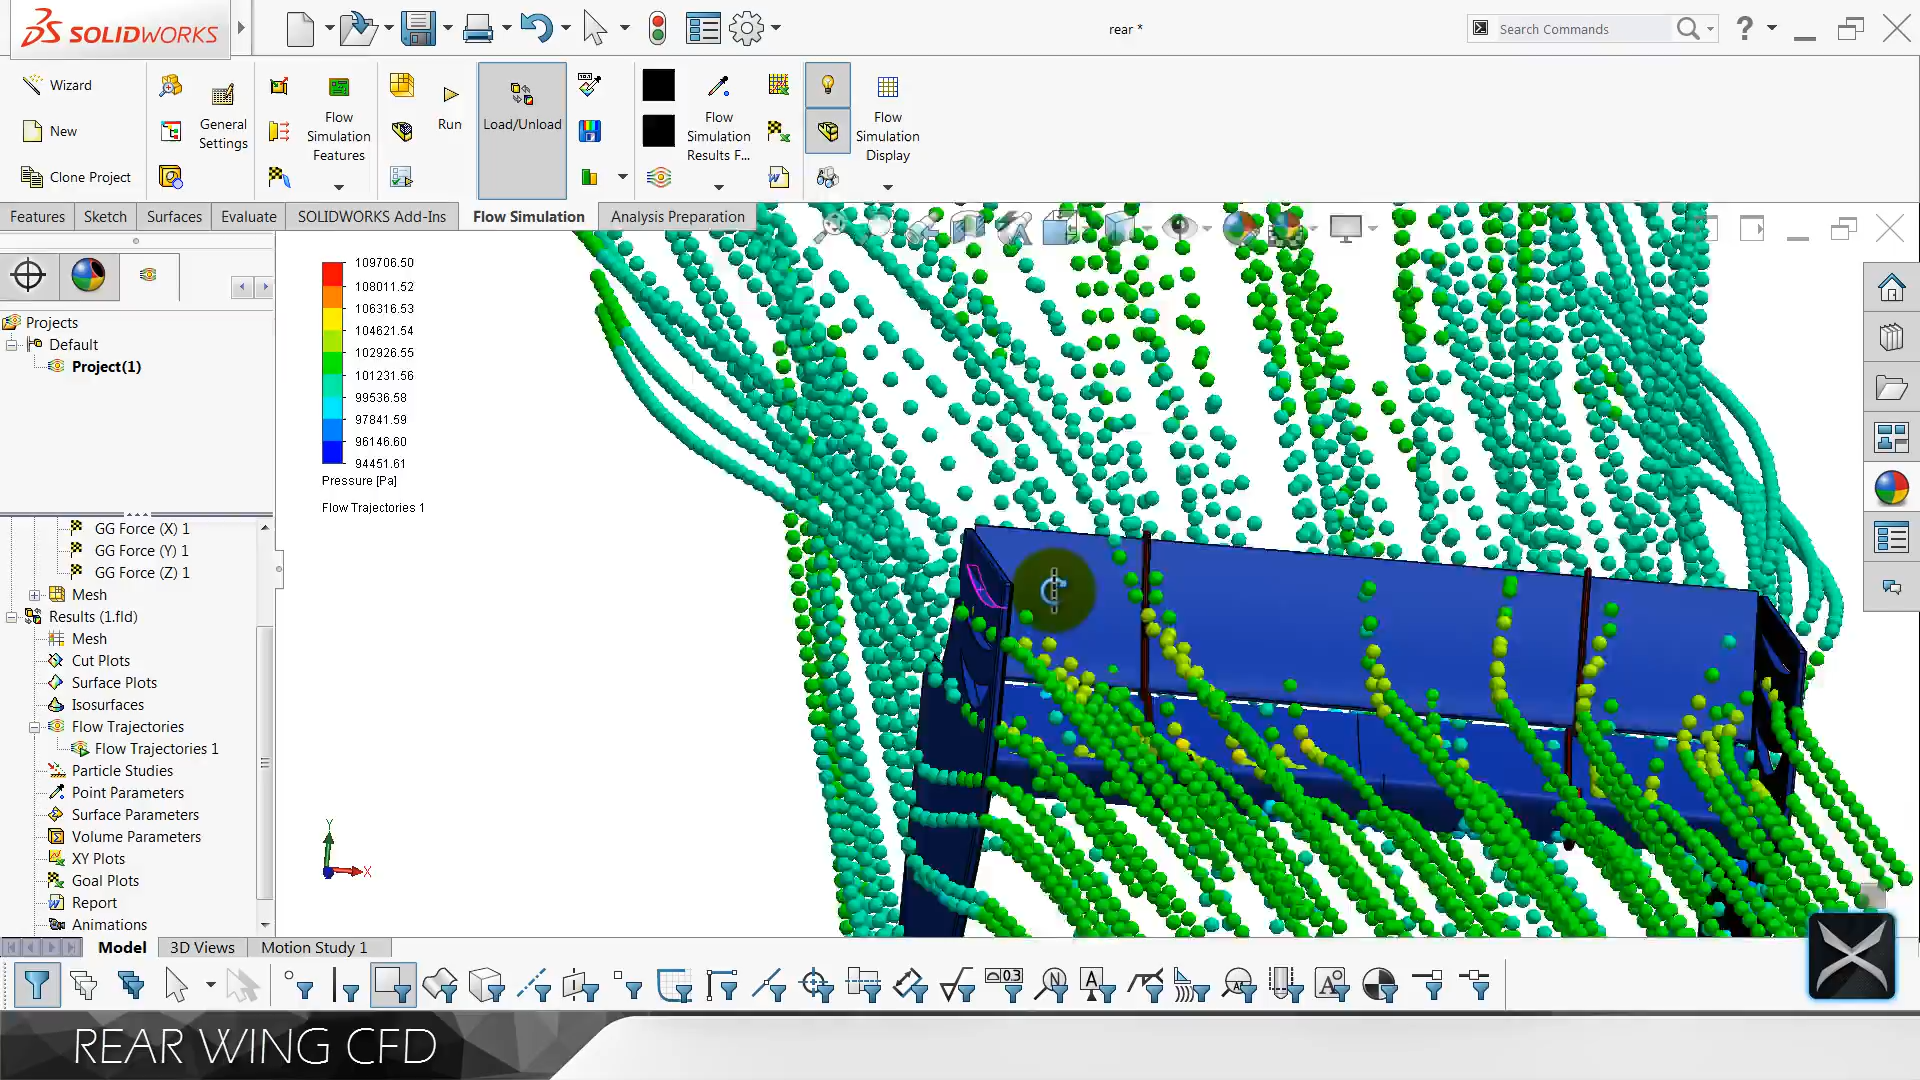 SOLIDWORKS
rear *
Search Commands
?
Wizard
New
Clone Project
General
Settings
Flow
Simulation
Features
Run
Load/Unload
Flow
Simulation
Results F...
Flow
Simulation
Display
Features
Sketch
Surfaces
Evaluate
SOLIDWORKS Add-Ins
Flow Simulation
Analysis Preparation
Projects
Default
Project(1)
GG Force (X) 1
GG Force (Y) 1
GG Force (Z) 1
Mesh
Results (1.fld)
Mesh
Cut Plots
Surface Plots
Isosurfaces
Flow Trajectories
Flow Trajectories 1
Particle Studies
Point Parameters
Surface Parameters
Volume Parameters
XY Plots
Goal Plots
Report
Animations
109706.50
108011.52
106316.53
104621.54
102926.55
101231.56
99536.58
97841.59
96146.60
94451.61
Pressure [Pa]
Flow Trajectories 1
Y
X
Model
3D Views
Motion Study 1
REAR WING CFD